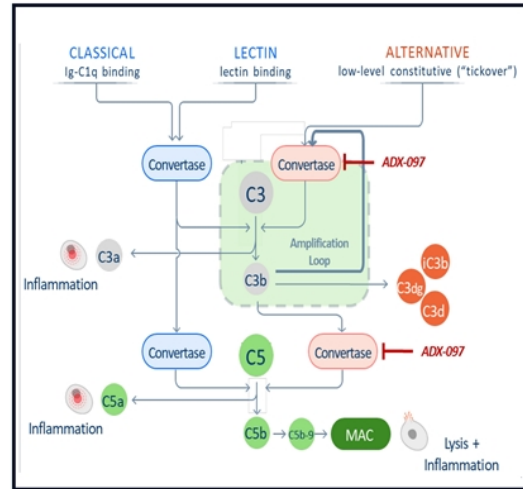 CLASSICAL
Ig-C1q binding
LECTIN
lectin binding
ALTERNATIVE
low-level constitutive (“tickover”)
Convertase
Convertase
ADX-097
C3
C3a
Inflammation
Amplification
Loop
C3b
iC3b
C3dg
C3d
Convertase
C5
Convertase
ADX-097
C5a
Inflammation
C5b
C5b-9
MAC
Lysis +
Inflammation